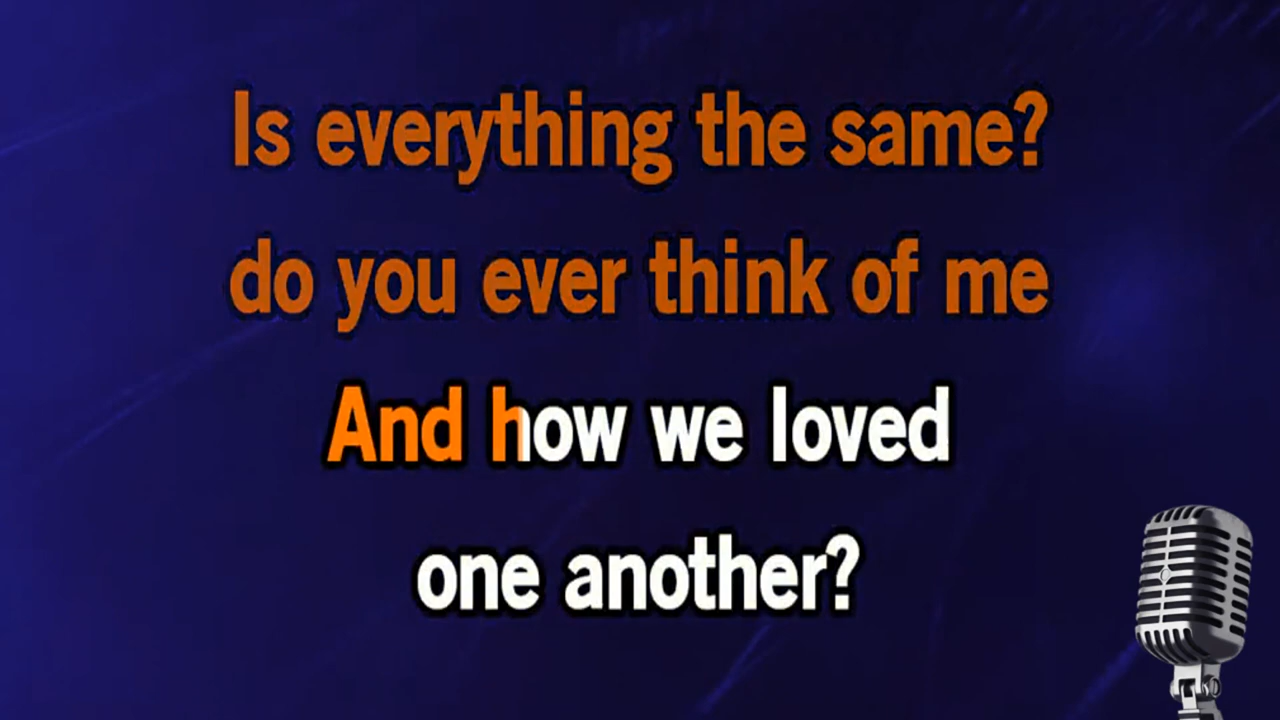 Is everything the same?
do you ever think of me
And how we loved
one another?